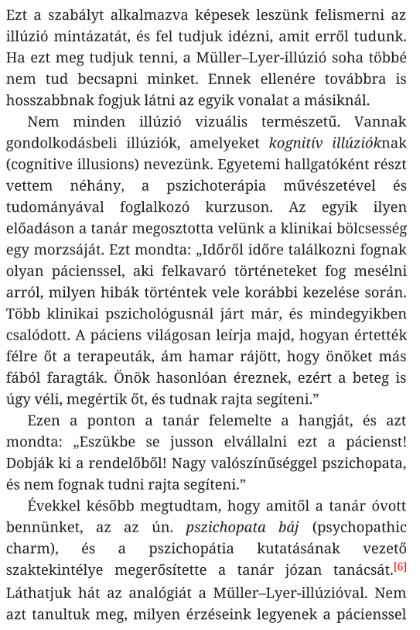 Ezt a szabályt alkalmazva képesek leszünk felismerni az
illúzió mintázatát, és fel tudjuk idézni, amit erről tudunk.
Ha ezt meg tudjuk tenni, a Müller–Lyer-illúzió soha többé
nem tud becsapni minket. Ennek ellenére továbbra is
hosszabbnak fogjuk látni az egyik vonalat a másiknál.
Nem minden illúzió vizuális természetű. Vannak
gondolkodásbeli illúziók, amelyeket kognitív illúzióknak
(cognitive illusions) nevezünk. Egyetemi hallgatóként részt
vettem néhány, a pszichoterápia művészetével és
tudományával foglalkozó kurzuson. Az egyik ilyen
előadáson a tanár megosztotta velünk a klinikai bölcsesség
egy morzsáját. Ezt mondta: „Időről időre találkozni fognak
olyan pácienssel, aki felkavaró történeteket fog mesélni
arról, milyen hibák történtek vele korábbi kezelése során.
Több klinikai pszichológusnál járt már, és mindegyikben
csalódott. A páciens világosan leírja majd, hogyan értették
félre őt a terapeuták, ám hamar rájött, hogy önöket más
fából faragták. Önök hasonlóan éreznek, ezért a beteg is
úgy véli, megértik őt, és tudnak rajta segíteni.”
Ezen a ponton a tanár felemelte a hangját, és azt
mondta: „Eszükbe se jusson elvállalni ezt a pácienst!
Dobják ki a rendelőből! Nagy valószínűséggel pszichopata,
és nem fognak tudni rajta segíteni.”
Évekkel később megtudtam, hogy amitől a tanár óvott
bennünket, az az ún. pszichopata báj (psychopathic
charm), és a pszichopátia kutatásának vezető
szaktekintélye megerősítette a tanár józan tanácsát.[6]
Láthatjuk hát az analógiát a Müller–Lyer-illúzióval. Nem
azt tanultuk meg, milyen érzéseink legyenek a pácienssel